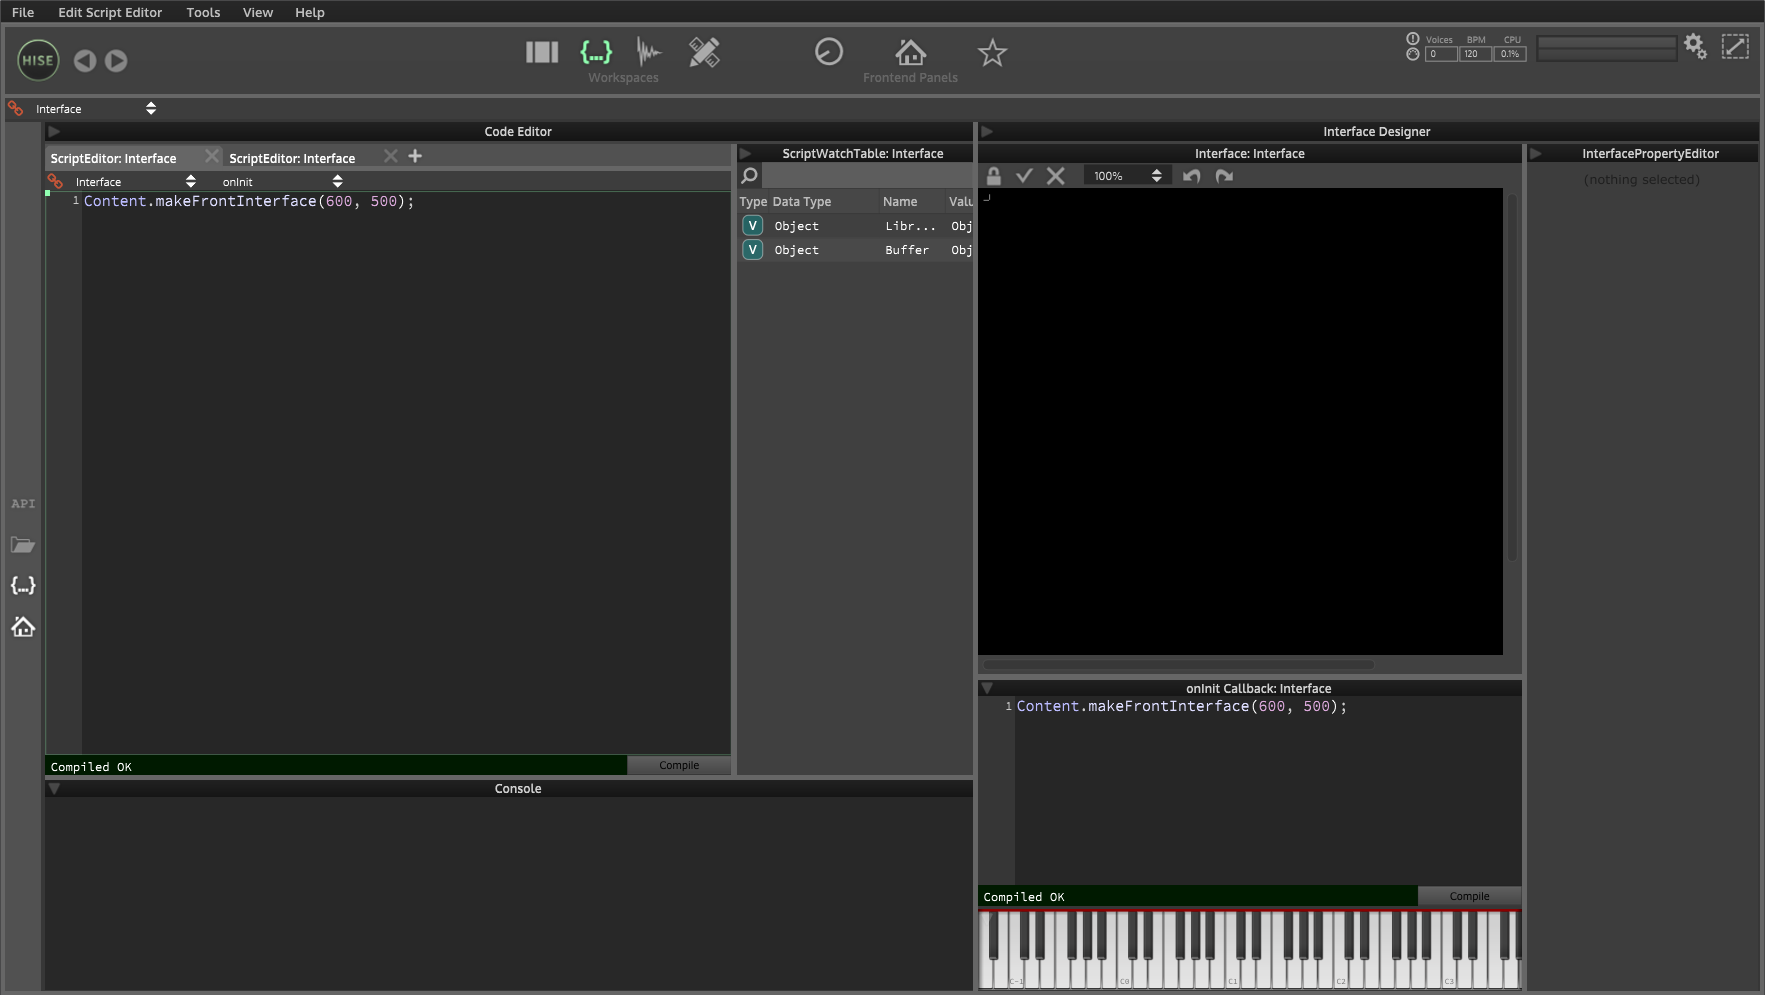 File Edit Script Editor Tools View Help
HISE
Workspaces
Frontend Panels
Voices BPM CPU
0 120 0.1%
Interface
Code Editor
ScriptEditor: Interface
ScriptEditor: Interface
Interface onInit
1 Content.makeFrontInterface(600, 500);
Compiled OK
Compile
Console
API
{...}
ScriptWatchTable: Interface
Type Data Type Name Valu
V Object Libr... Obj
V Object Buffer Obj
Interface Designer
Interface: Interface
100%
InterfacePropertyEditor
(nothing selected)
onInit Callback: Interface
1 Content.makeFrontInterface(600, 500);
Compiled OK
Compile
C-1 C0 C1 C2 C3